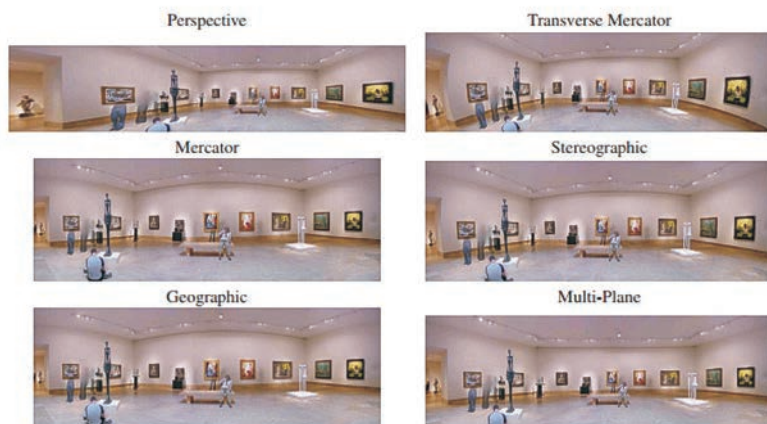 Perspective
Transverse Mercator
Mercator
Stereographic
Geographic
Multi-Plane